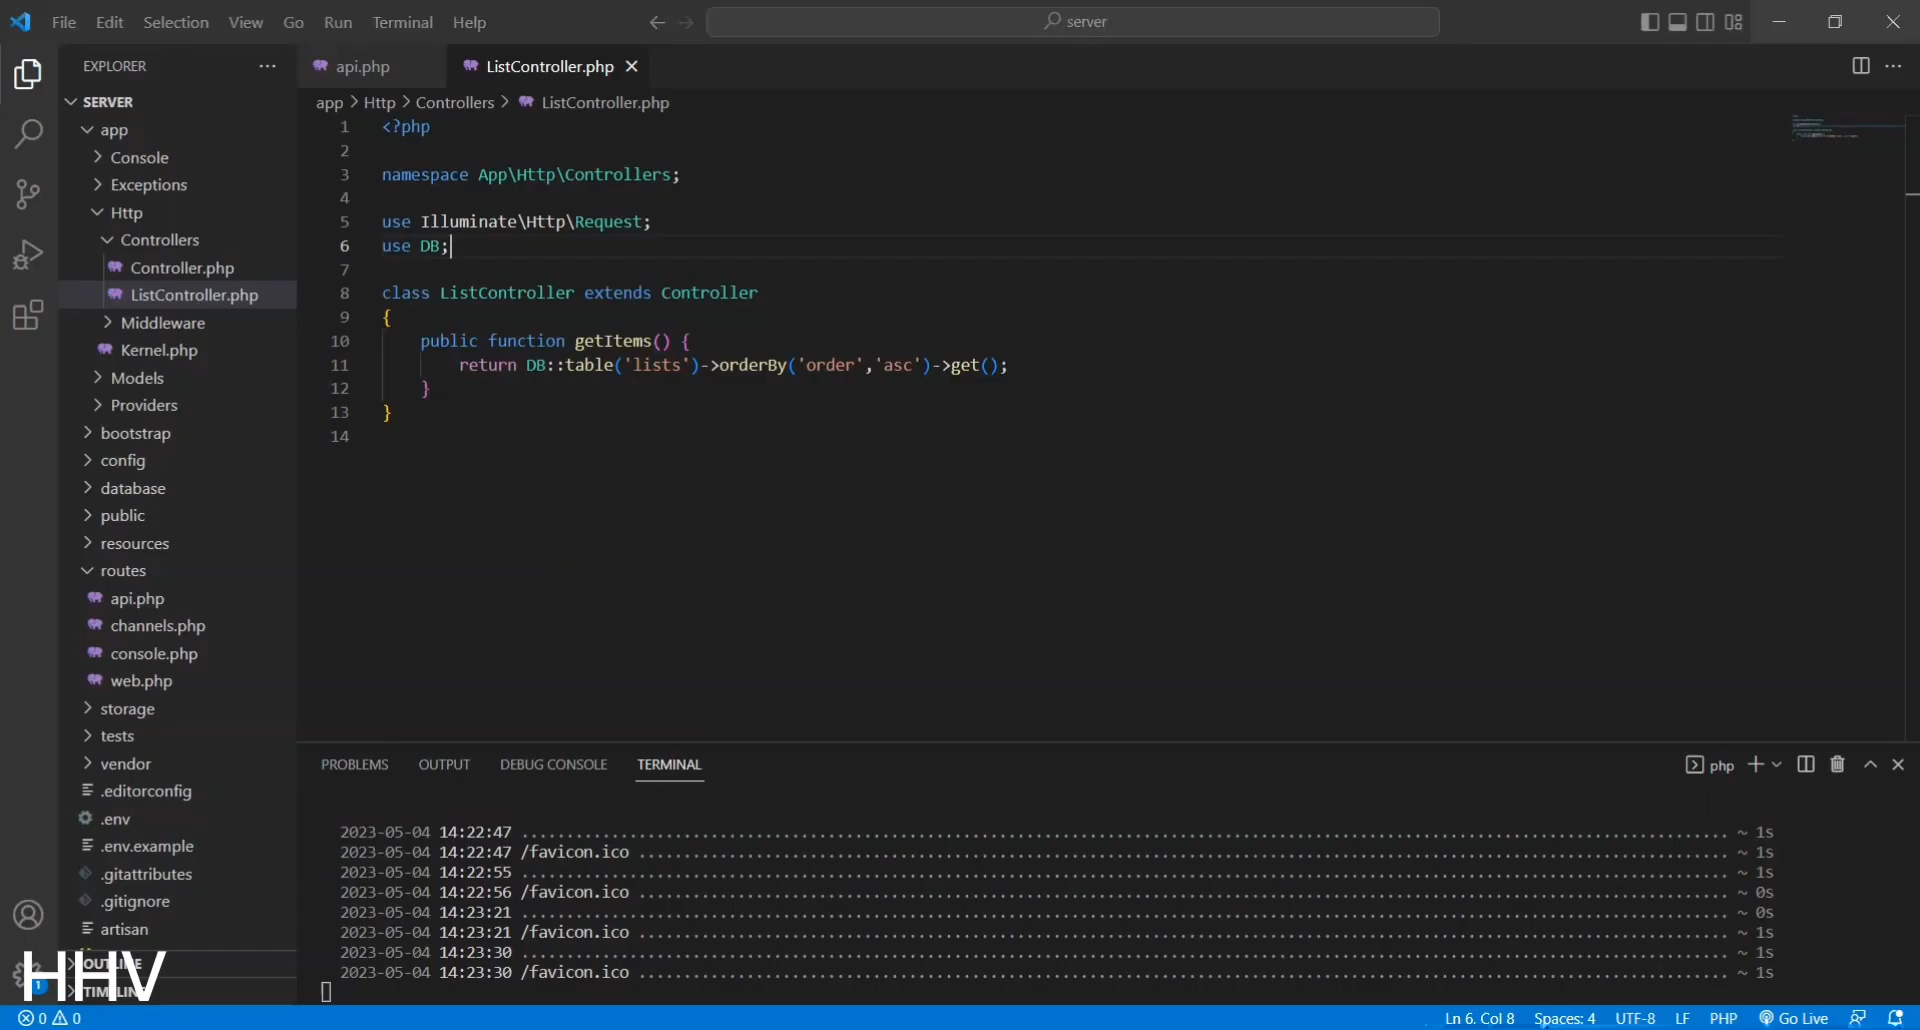 File Edit Selection View Go Run Terminal Help
server
EXPLORER
SERVER
app
Console
Exceptions
Http
Controllers
Controller.php
ListController.php
Middleware
Kernel.php
Models
Providers
bootstrap
config
database
public
resources
routes
api.php
channels.php
console.php
web.php
storage
tests
vendor
.editorconfig
.env
.env.example
.gitattributes
.gitignore
artisan
OUTLINE
TIMELINE
HHV
1
api.php ListController.php
app > Http > Controllers > ListController.php
1 <?php
2
3 namespace App\Http\Controllers;
4
5 use Illuminate\Http\Request;
6 use DB;
7
8 class ListController extends Controller
9 {
10 public function getItems() {
11 return DB::table('lists')->orderBy('order','asc')->get();
12 }
13 }
14
PROBLEMS OUTPUT DEBUG CONSOLE TERMINAL
php
2023-05-04 14:22:47 ........................................ ~ 1s
2023-05-04 14:22:47 /favicon.ico ........................................ ~ 1s
2023-05-04 14:22:55 ........................................ ~ 1s
2023-05-04 14:22:56 /favicon.ico ........................................ ~ 0s
2023-05-04 14:23:21 ........................................ ~ 0s
2023-05-04 14:23:21 /favicon.ico ........................................ ~ 1s
2023-05-04 14:23:30 ........................................ ~ 1s
2023-05-04 14:23:30 /favicon.ico ........................................ ~ 1s
0 0
Ln 6, Col 8 Spaces: 4 UTF-8 LF PHP Go Live